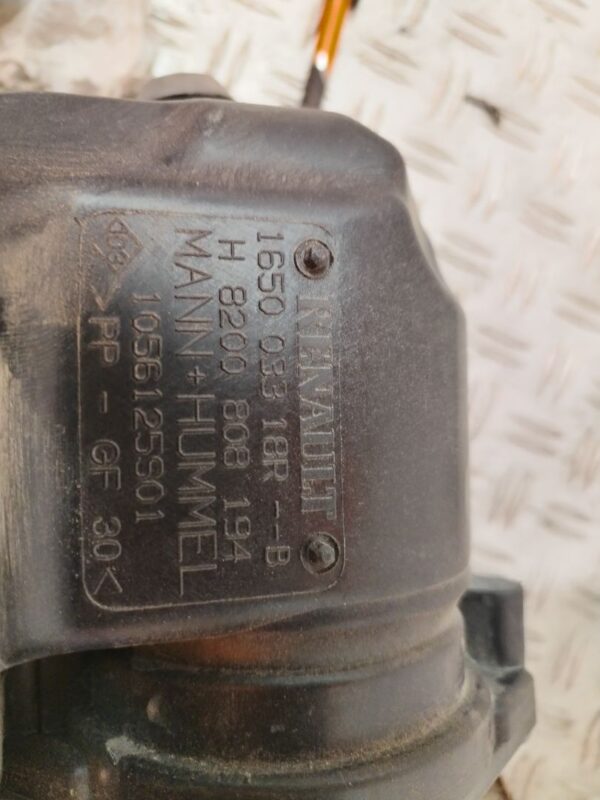 RENAULT
1650 033 18R --B
H 8200 808 194
MANN+HUMMEL
1056125S01
>PP - GF 30<